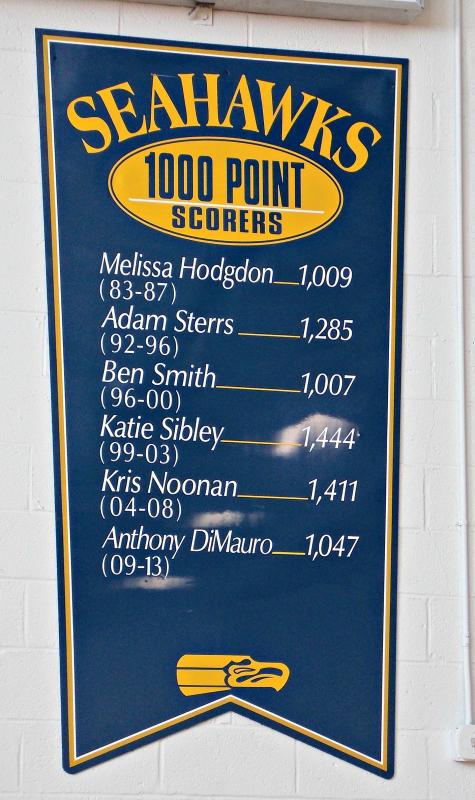 SEAHAWKS
1000 POINT
SCORERS
Melissa Hodgdon 1,009
(83-87)
Adam Sterrs 1,285
(92-96)
Ben Smith 1,007
(96-00)
Katie Sibley 1,444
(99-03)
Kris Noonan 1,411
(04-08)
Anthony DiMauro 1,047
(09-13)